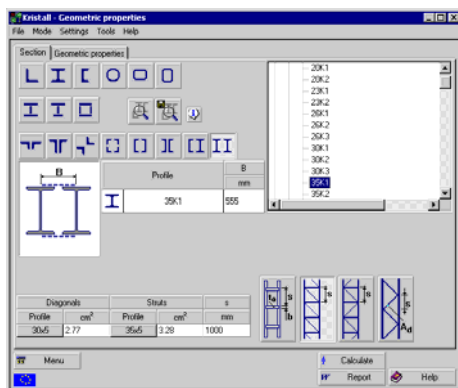 Kristall - Geometric properties
File Mode Settings Tools Help
Section Geometric properties
20K1
20K2
23K1
23K2
26K1
26K2
26K3
30K1
30K2
30K3
35K1
35K2
B
Profile B
mm
35K1 555
Diagonals Struts s
Profile cm² Profile cm² mm
30x5 2.77 35x5 3.28 1000
s
b
s
s
s
Ad
Menu Calculate
Report Help